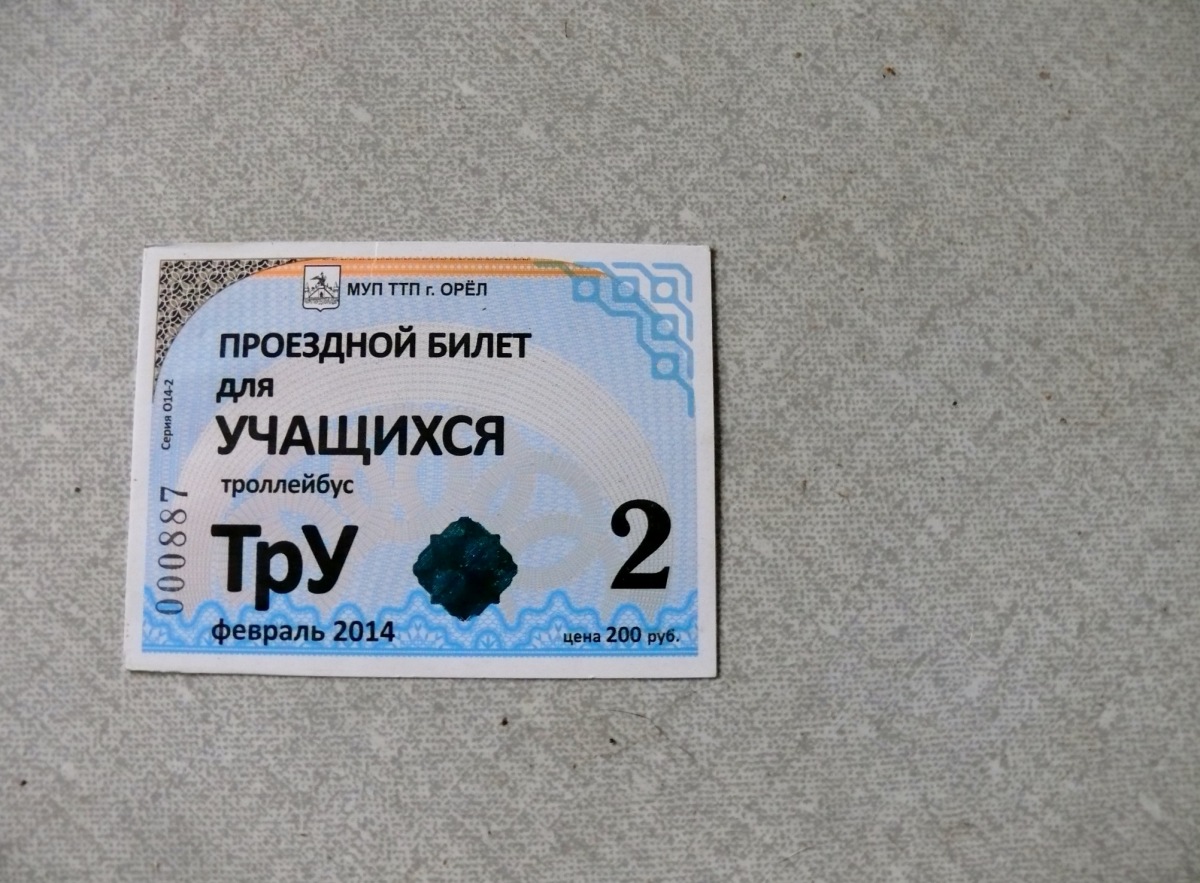 МУП ТТП г. ОРЁЛ
ПРОЕЗДНОЙ БИЛЕТ
для
УЧАЩИХСЯ
троллейбус
ТрУ
2
февраль 2014
цена 200 руб.
Серия О14-2
000887